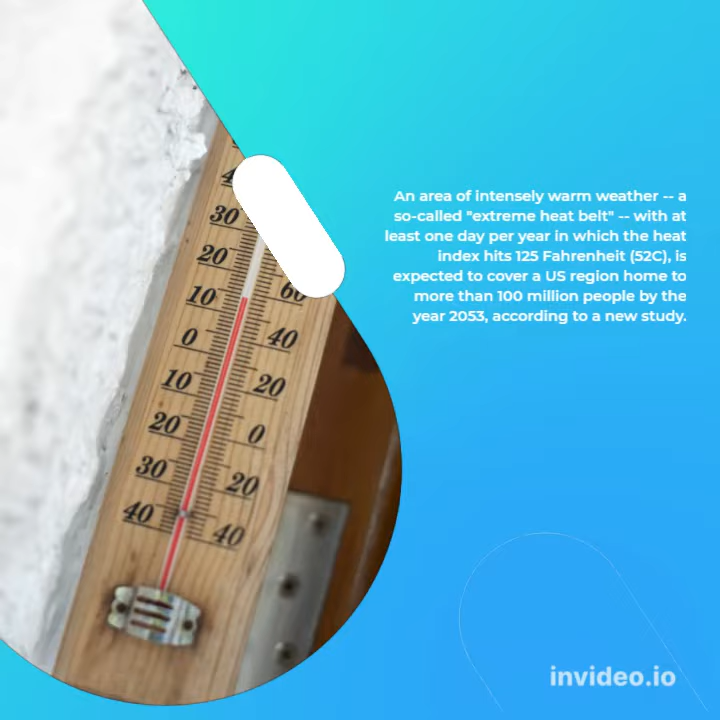 An area of intensely warm weather -- a
so-called "extreme heat belt" -- with at
least one day per year in which the heat
index hits 125 Fahrenheit (52C), is
expected to cover a US region home to
more than 100 million people by the
year 2053, according to a new study.
30
20
10 60
0 40
10 20
20 0
30 20
40 40
invideo.io